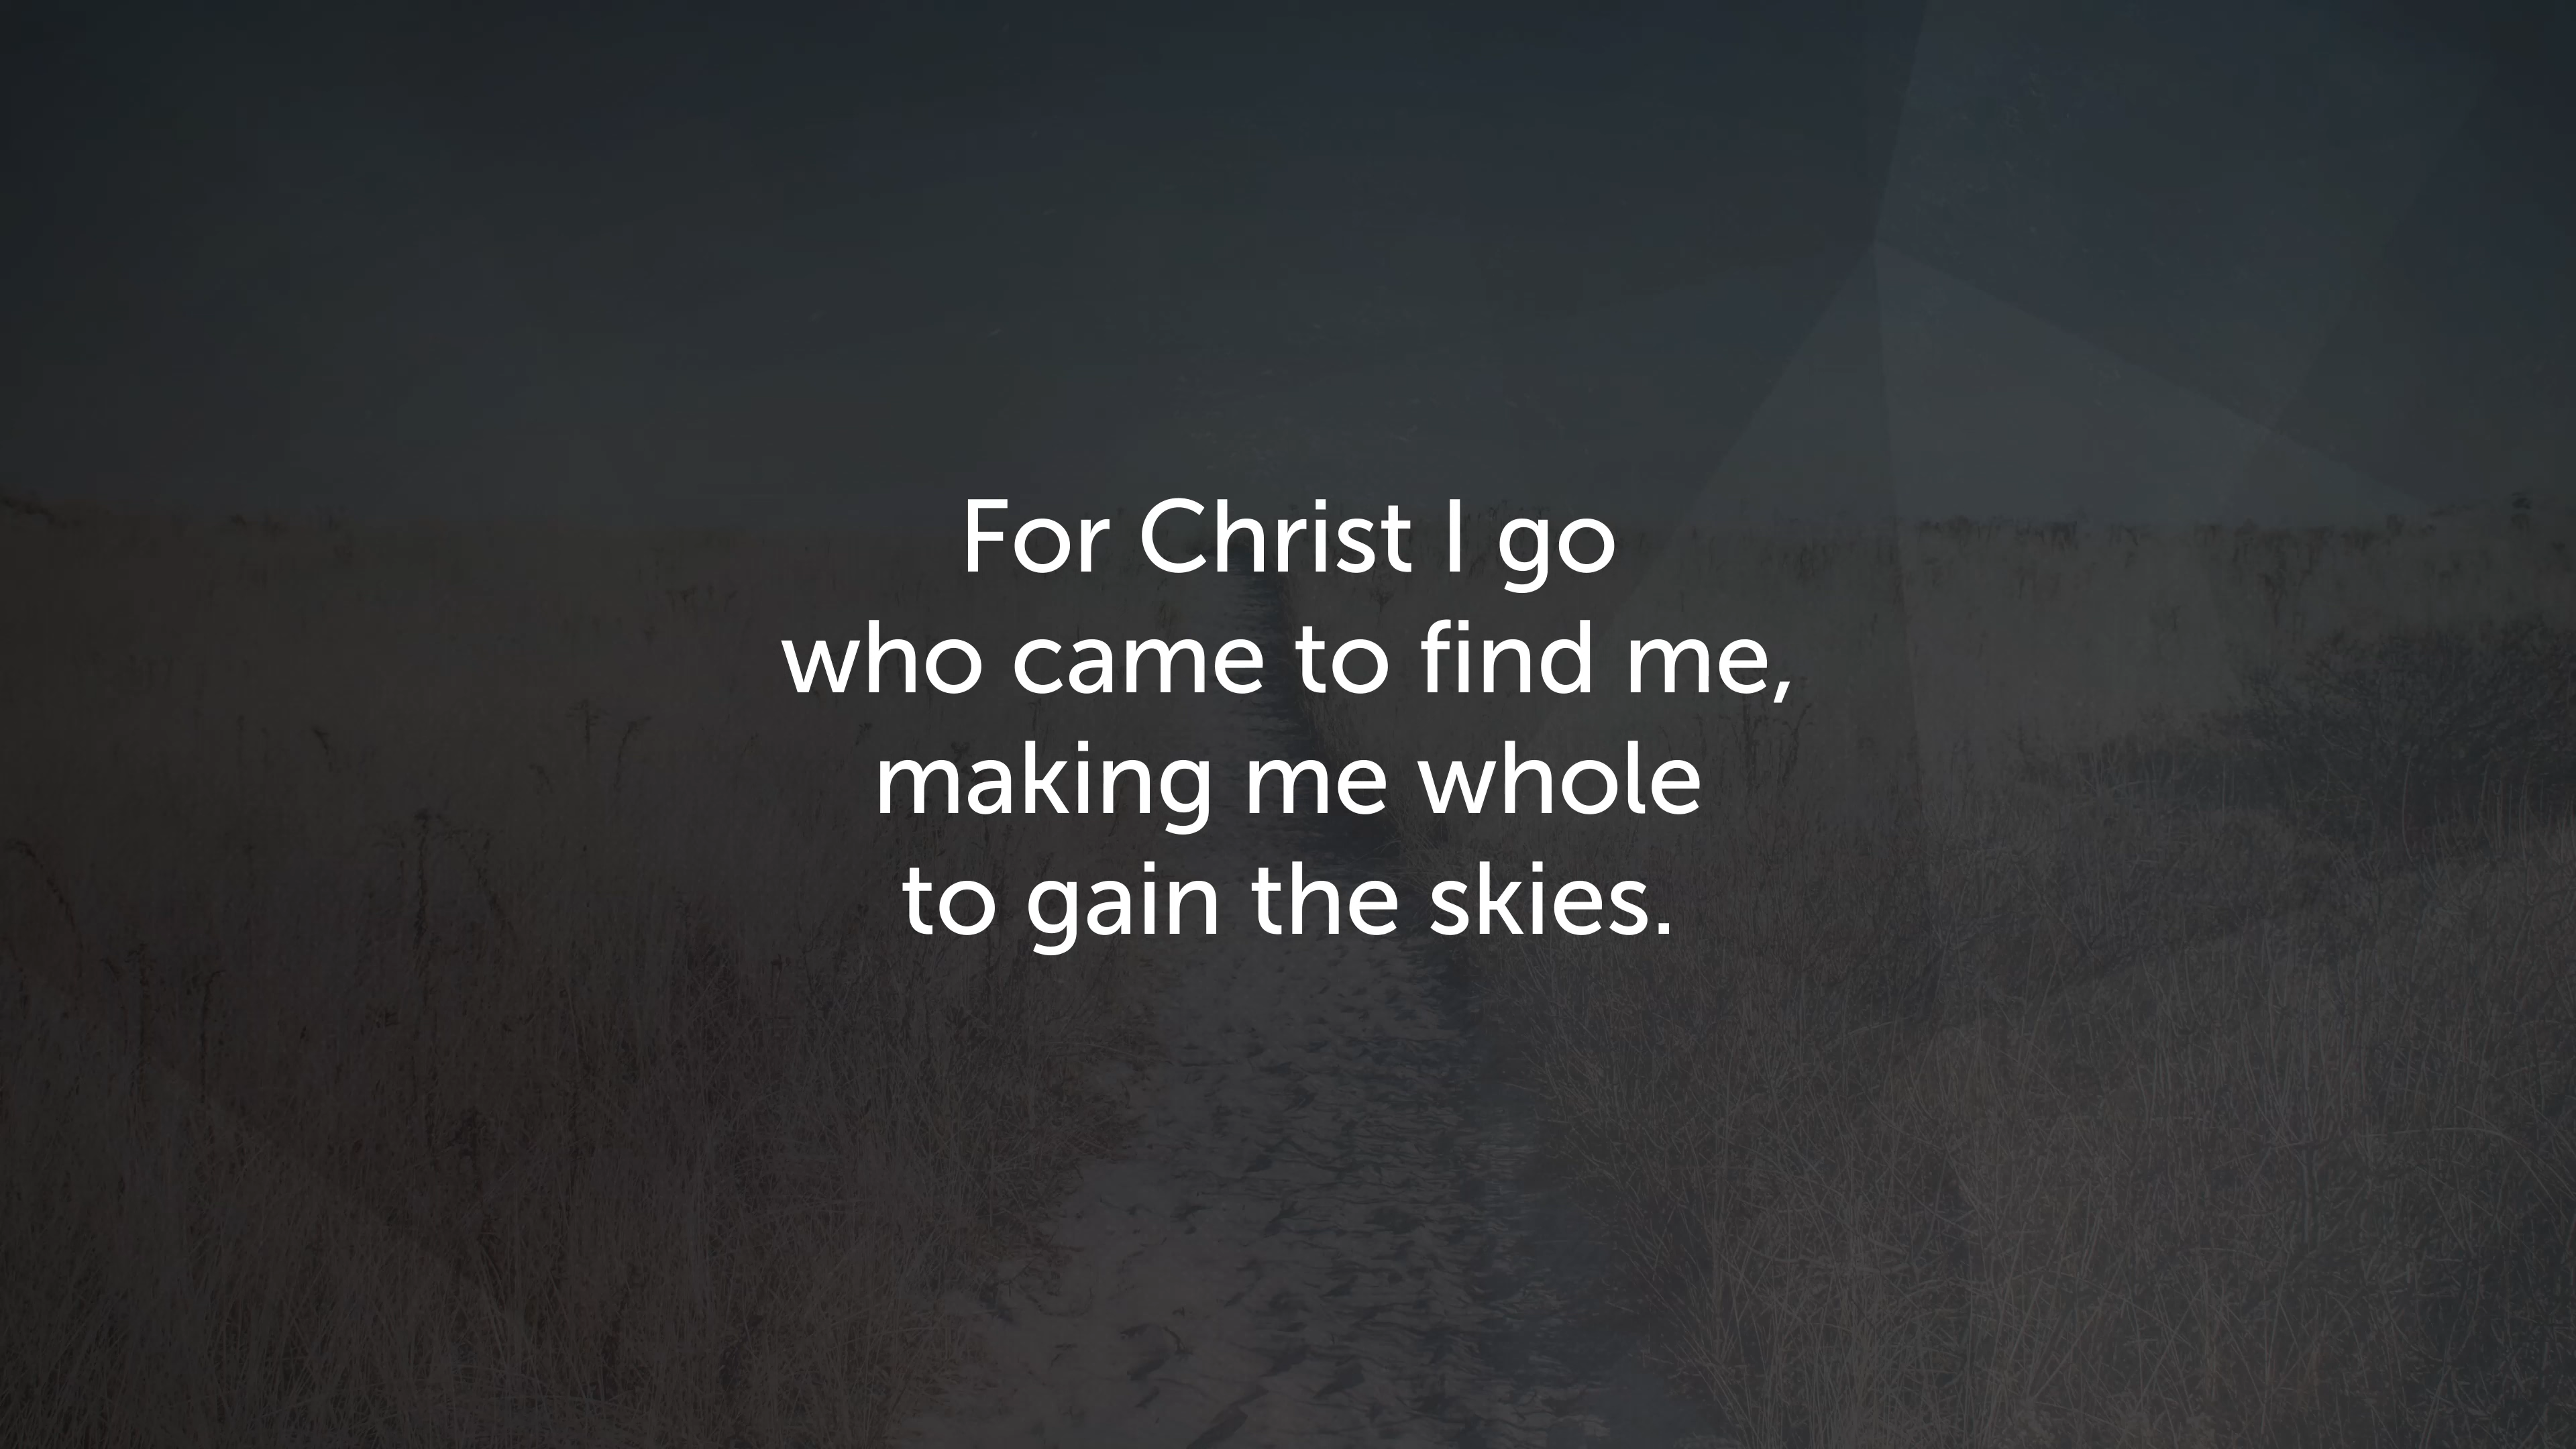 For Christ I go
who came to find me,
making me whole
to gain the skies.